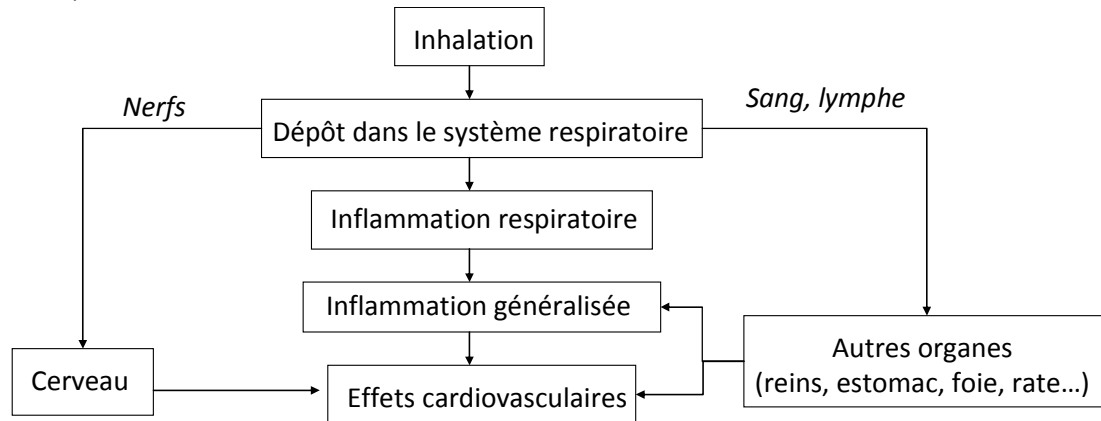 Inhalation
Nerfs
Sang, lymphe
Dépôt dans le système respiratoire
Inflammation respiratoire
Inflammation généralisée
Autres organes
(reins, estomac, foie, rate...)
Cerveau
Effets cardiovasculaires